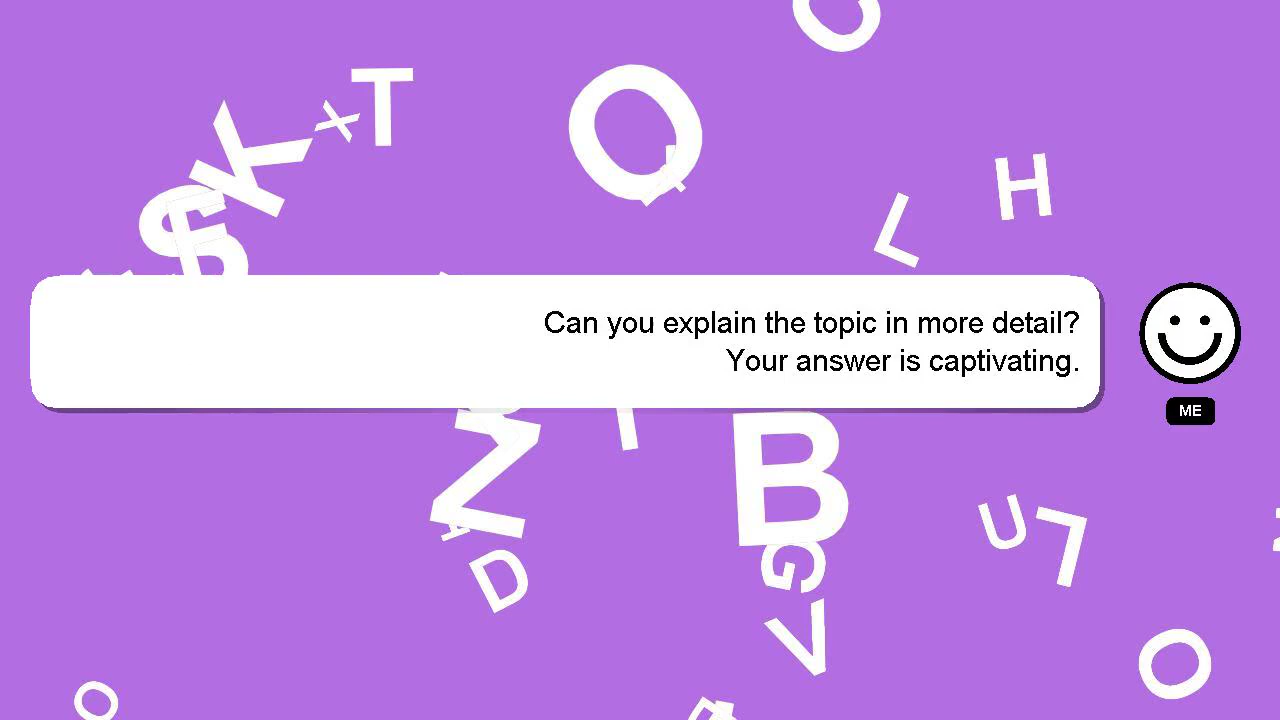 Can you explain the topic in more detail?
Your answer is captivating.
ME